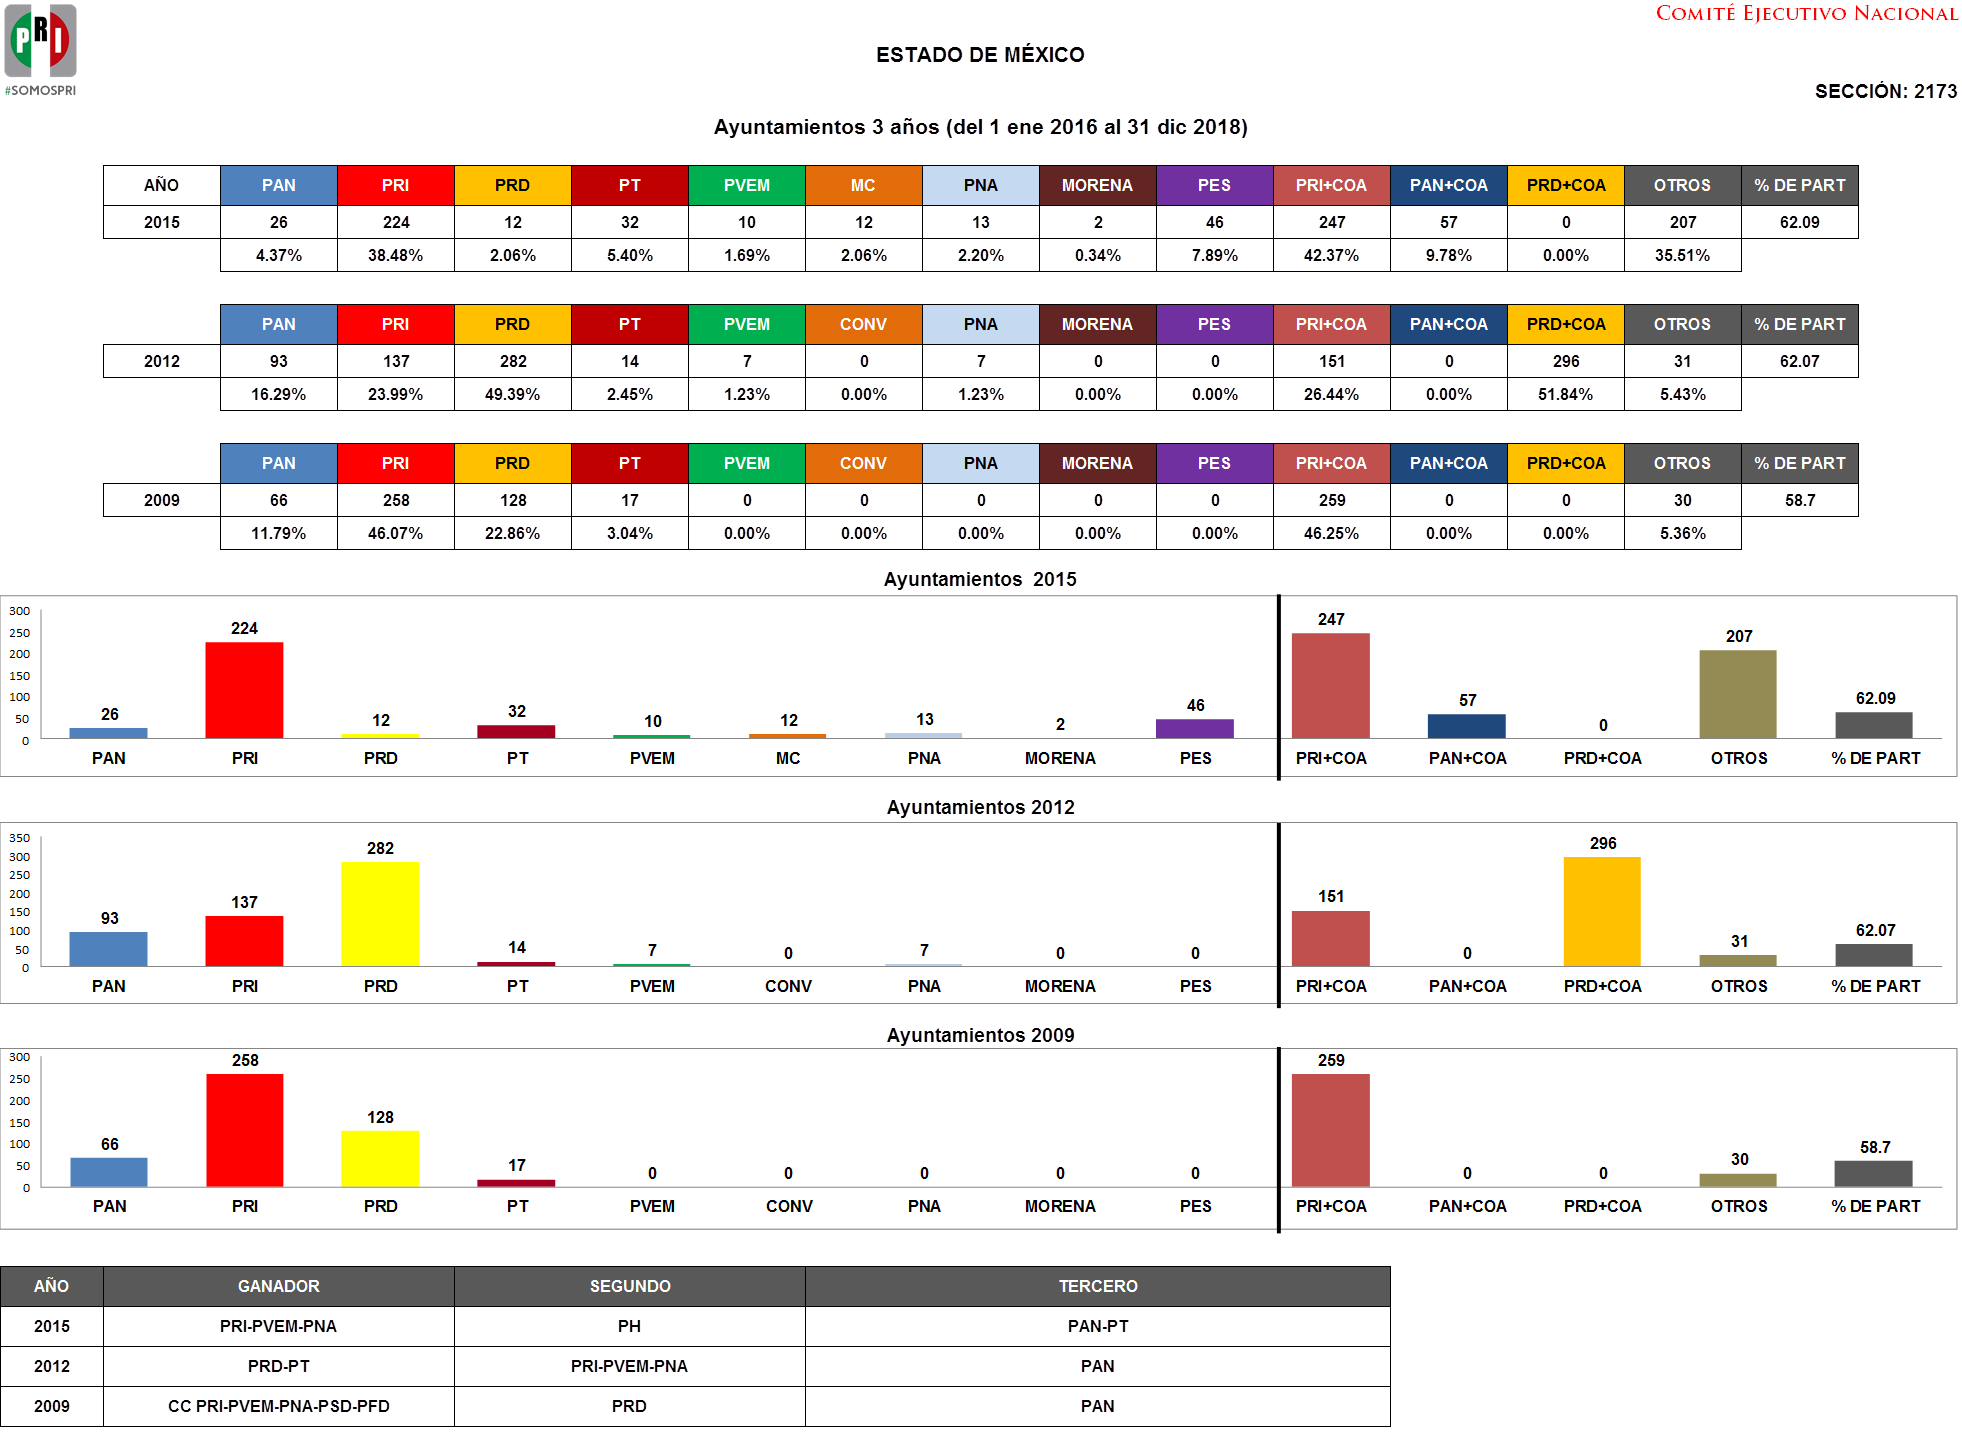 COMITÉ EJECUTIVO NACIONAL
PRI
#SOMOSPRI
ESTADO DE MÉXICO
SECCIÓN: 2173
Ayuntamientos 3 años (del 1 ene 2016 al 31 dic 2018)
AÑO PAN PRI PRD PT PVEM MC PNA MORENA PES PRI+COA PAN+COA PRD+COA OTROS % DE PART
2015 26 224 12 32 10 12 13 2 46 247 57 0 207 62.09
4.37% 38.48% 2.06% 5.40% 1.69% 2.06% 2.20% 0.34% 7.89% 42.37% 9.78% 0.00% 35.51%
PAN PRI PRD PT PVEM CONV PNA MORENA PES PRI+COA PAN+COA PRD+COA OTROS % DE PART
2012 93 137 282 14 7 0 7 0 0 151 0 296 31 62.07
16.29% 23.99% 49.39% 2.45% 1.23% 0.00% 1.23% 0.00% 0.00% 26.44% 0.00% 51.84% 5.43%
PAN PRI PRD PT PVEM CONV PNA MORENA PES PRI+COA PAN+COA PRD+COA OTROS % DE PART
2009 66 258 128 17 0 0 0 0 0 259 0 0 30 58.7
11.79% 46.07% 22.86% 3.04% 0.00% 0.00% 0.00% 0.00% 0.00% 46.25% 0.00% 0.00% 5.36%
Ayuntamientos 2015
300
250
200
150
100
50
0
26 224 12 32 10 12 13 2 46 247 57 0 207 62.09
PAN PRI PRD PT PVEM MC PNA MORENA PES PRI+COA PAN+COA PRD+COA OTROS % DE PART
Ayuntamientos 2012
350
300
250
200
150
100
50
0
93 137 282 14 7 0 7 0 0 151 0 296 31 62.07
PAN PRI PRD PT PVEM CONV PNA MORENA PES PRI+COA PAN+COA PRD+COA OTROS % DE PART
Ayuntamientos 2009
300
250
200
150
100
50
0
66 258 128 17 0 0 0 0 0 259 0 0 30 58.7
PAN PRI PRD PT PVEM CONV PNA MORENA PES PRI+COA PAN+COA PRD+COA OTROS % DE PART
AÑO GANADOR SEGUNDO TERCERO
2015 PRI-PVEM-PNA PH PAN-PT
2012 PRD-PT PRI-PVEM-PNA PAN
2009 CC PRI-PVEM-PNA-PSD-PFD PRD PAN